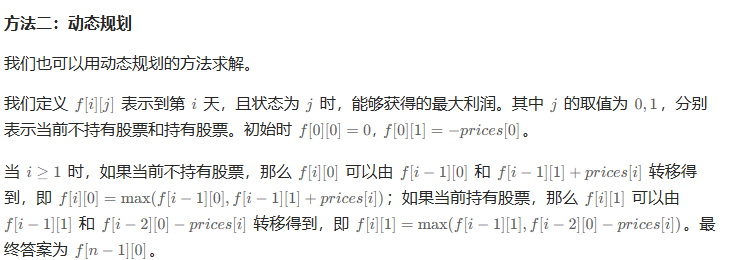 方法二：动态规划
我们也可以用动态规划的方法求解。
我们定义 f[i][j] 表示到第 i 天，且状态为 j 时，能够获得的最大利润。其中 j 的取值为 0, 1，分别
表示当前不持有股票和持有股票。初始时 f[0][0] = 0, f[0][1] = −prices[0]。
当 i ≥ 1 时，如果当前不持有股票，那么 f[i][0] 可以由 f[i − 1][0] 和 f[i − 1][1] + prices[i] 转移得
到，即 f[i][0] = max(f[i − 1][0], f[i − 1][1] + prices[i])；如果当前持有股票，那么 f[i][1] 可以由
f[i − 1][1] 和 f[i − 2][0] − prices[i] 转移得到，即 f[i][1] = max(f[i − 1][1], f[i − 2][0] − prices[i])。最
终答案为 f[n − 1][0]。